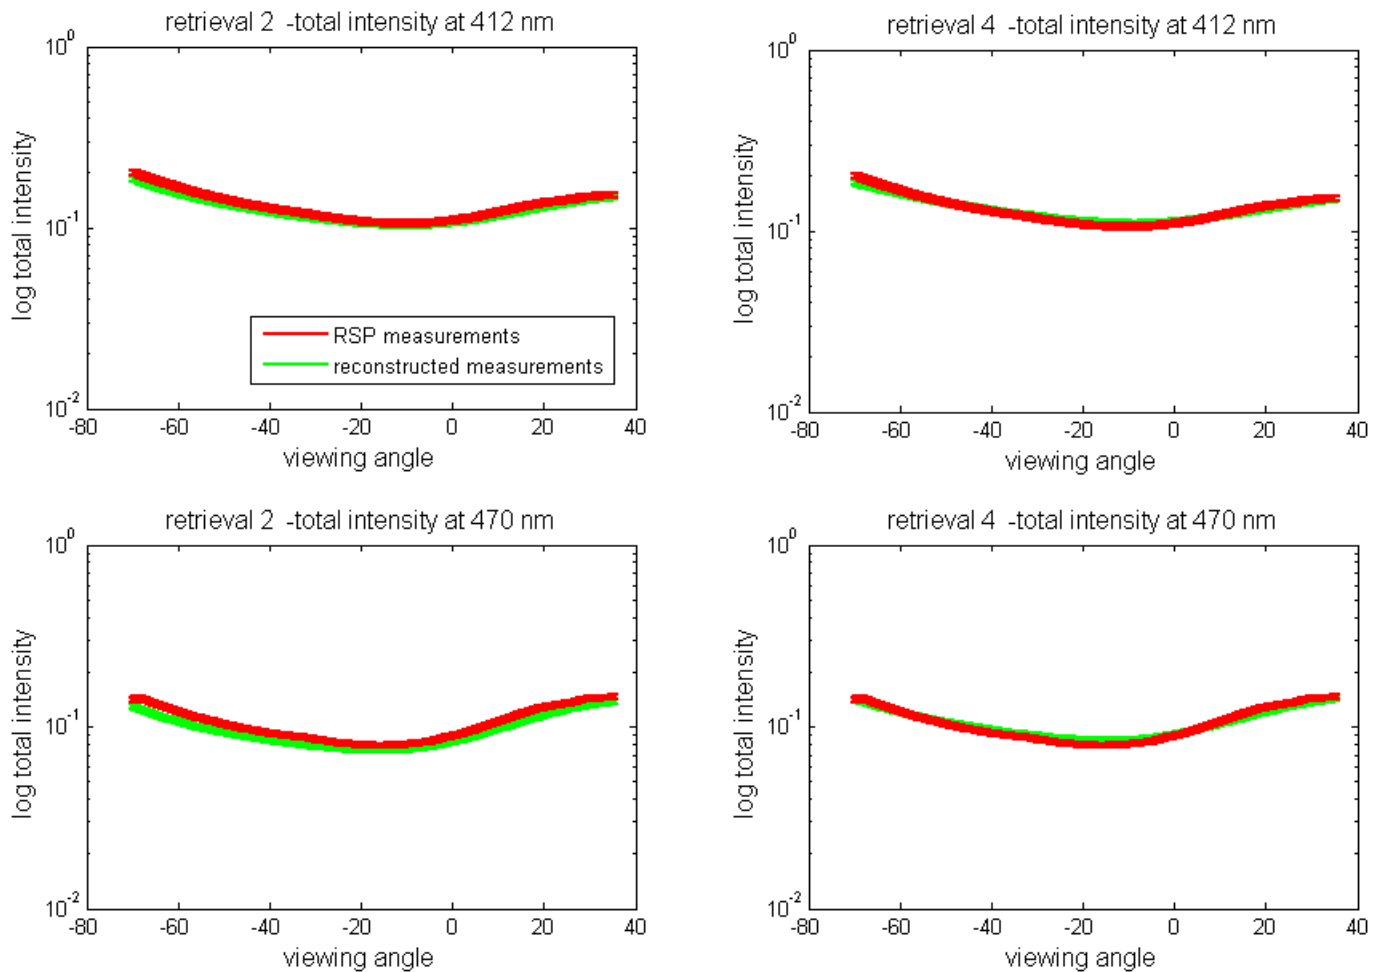 retrieval 2 -total intensity at 412 nm
10^0
10^-1
10^-2
log total intensity
RSP measurements
reconstructed measurements
-80 -60 -40 -20 0 20 40
viewing angle
retrieval 4 -total intensity at 412 nm
10^0
10^-1
10^-2
log total intensity
-80 -60 -40 -20 0 20 40
viewing angle
retrieval 2 -total intensity at 470 nm
10^0
10^-1
10^-2
log total intensity
-80 -60 -40 -20 0 20 40
viewing angle
retrieval 4 -total intensity at 470 nm
10^0
10^-1
10^-2
log total intensity
-80 -60 -40 -20 0 20 40
viewing angle